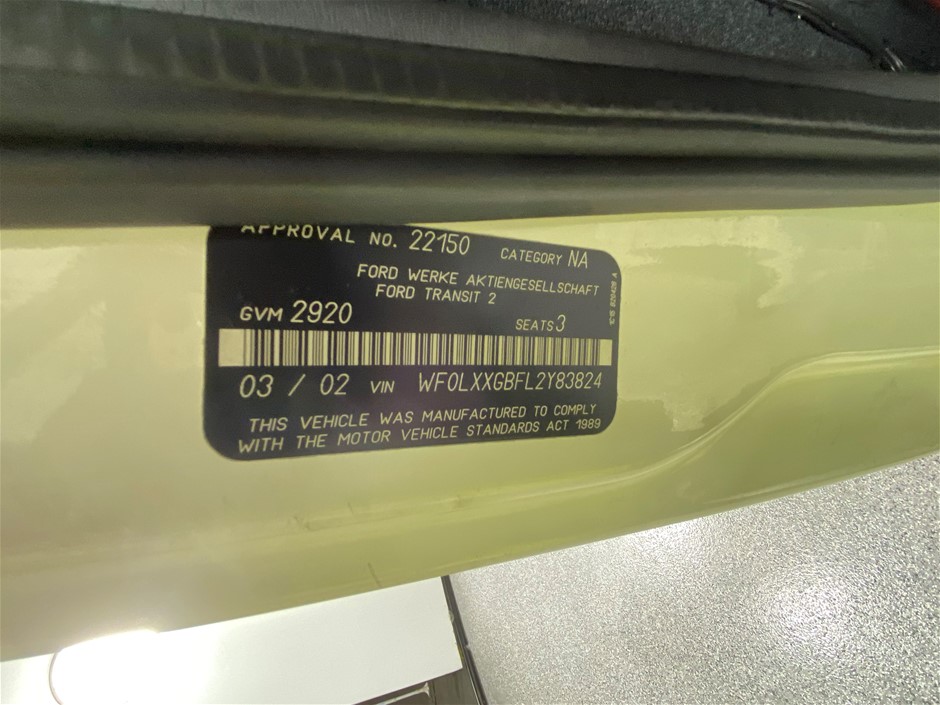 APPROVAL NO. 22150 CATEGORY NA
FORD WERKE AKTIENGESELLSCHAFT
FORD TRANSIT 2
GVM 2920 SEATS 3
03 / 02 VIN WF0LXXGBFL2Y83824
THIS VEHICLE WAS MANUFACTURED TO COMPLY
WITH THE MOTOR VEHICLE STANDARDS ACT 1989